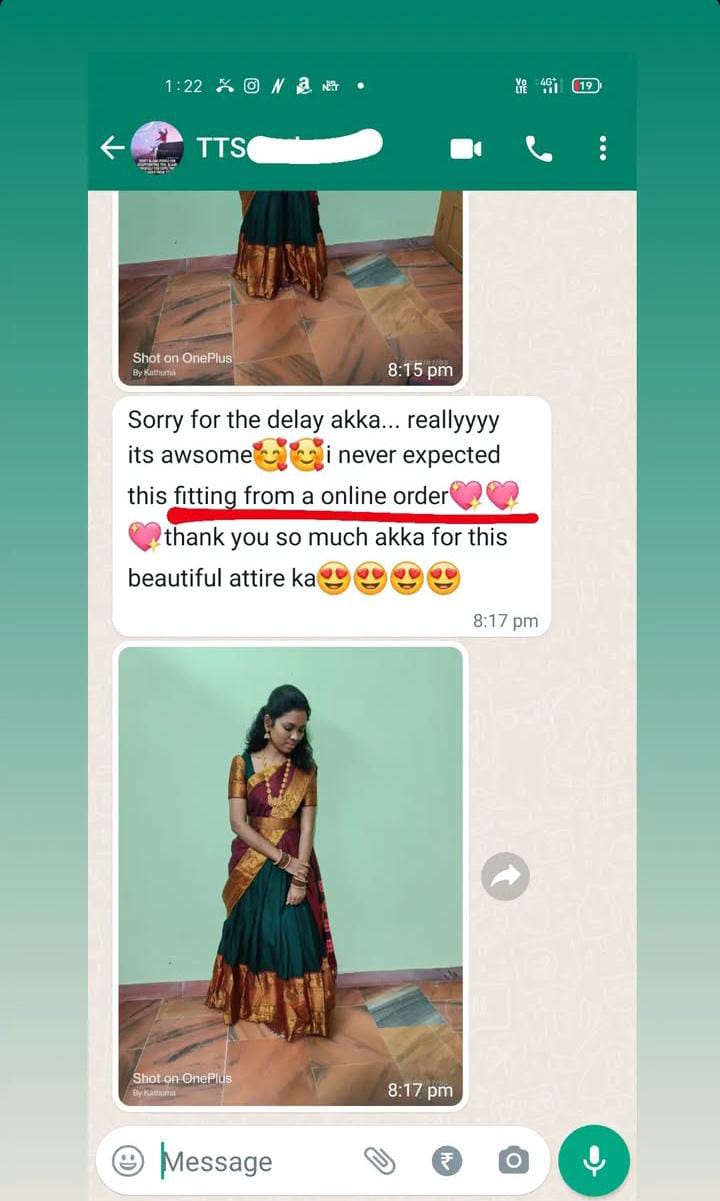 1:22 VO LTE 4G+ 19
TTS
Shot on OnePlus
By Kathuma
8:15 pm
Sorry for the delay akka... reallyyyy
its awsome🥰🥰i never expected
this fitting from a online order💖💖
💖thank you so much akka for this
beautiful attire ka😍😍😍😍
8:17 pm
Shot on OnePlus
By Kathuma
8:17 pm
Message